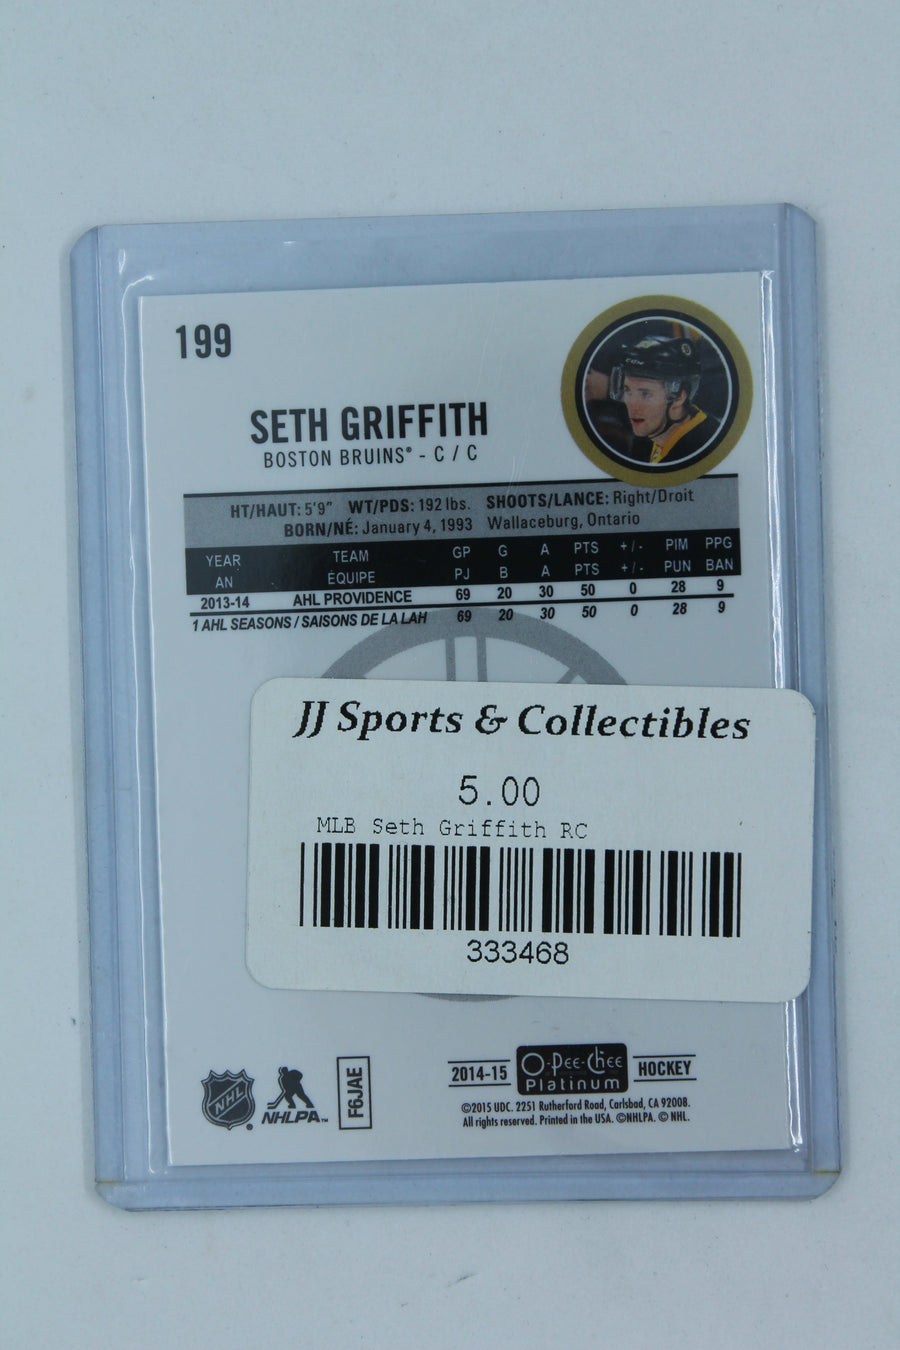 199
SETH GRIFFITH
BOSTON BRUINS® - C / C
HT/HAUT: 5'9" WT/PDS: 192 lbs. SHOOTS/LANCE: Right/Droit
BORN/NÉ: January 4, 1993 Wallaceburg, Ontario
YEAR TEAM GP G A PTS +/- PIM PPG
AN ÉQUIPE PJ B A PTS +/- PUN BAN
2013-14 AHL PROVIDENCE 69 20 30 50 0 28 9
1 AHL SEASONS / SAISONS DE LA LAH 69 20 30 50 0 28 9
JJ Sports & Collectibles
5.00
MLB Seth Griffith RC
333468
NHL
NHLPA™
F6JAE
2014-15 O-Pee-Chee Platinum HOCKEY
©2015 UDC. 2251 Rutherford Road, Carlsbad, CA 92008.
All rights reserved. Printed in the USA. ©NHLPA. © NHL.